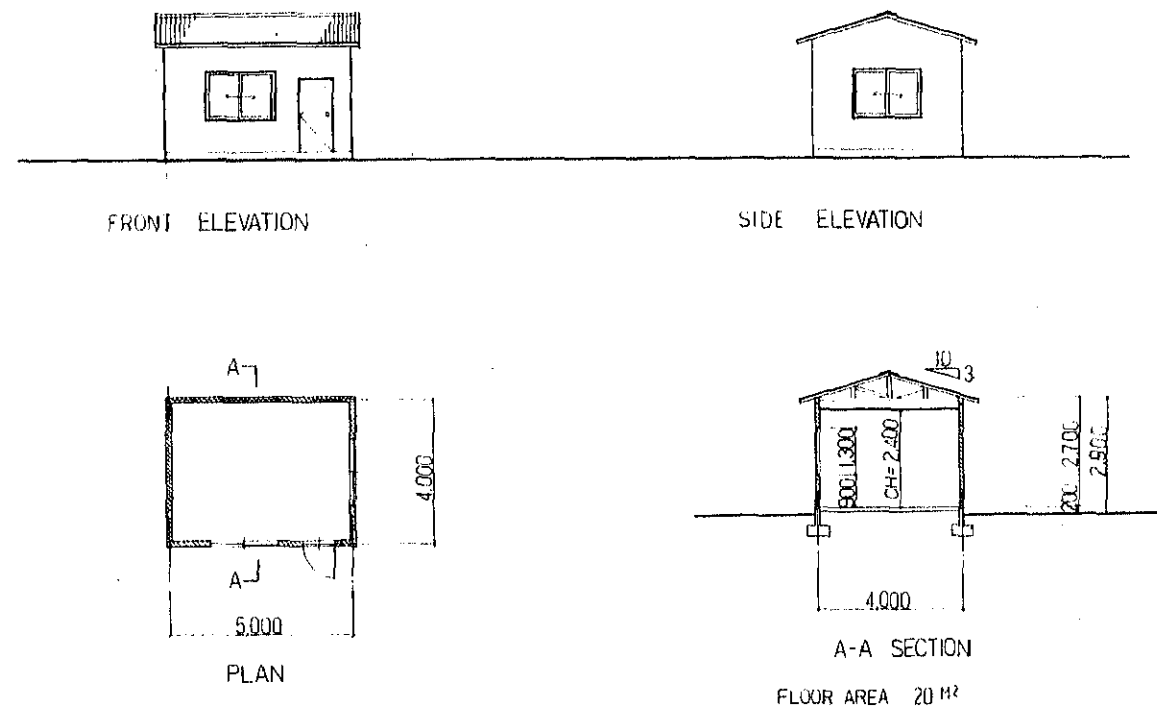 FRONT ELEVATION
SIDE ELEVATION
A
A
4.000
5.000
PLAN
10
3
900 1.300
CH= 2.400
200 2.700
2.900
4.000
A-A SECTION
FLOOR AREA 20 M2